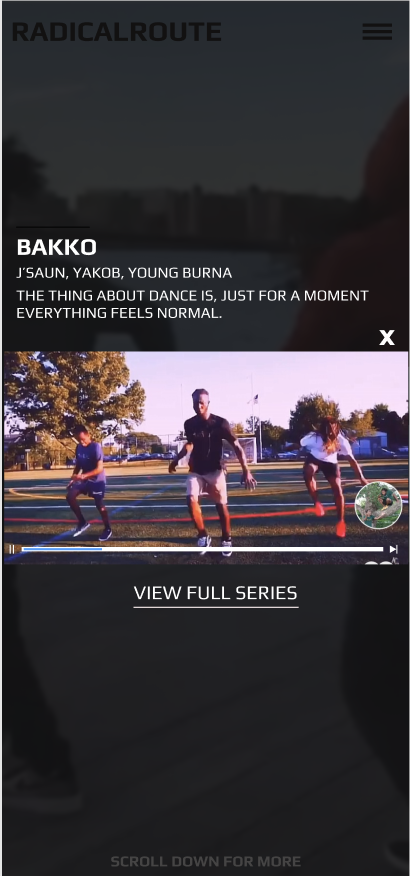 RADICALROUTE
BAKKO
J'SAUN, YAKOB, YOUNG BURNA
THE THING ABOUT DANCE IS, JUST FOR A MOMENT
EVERYTHING FEELS NORMAL.
X
VIEW FULL SERIES
SCROLL DOWN FOR MORE